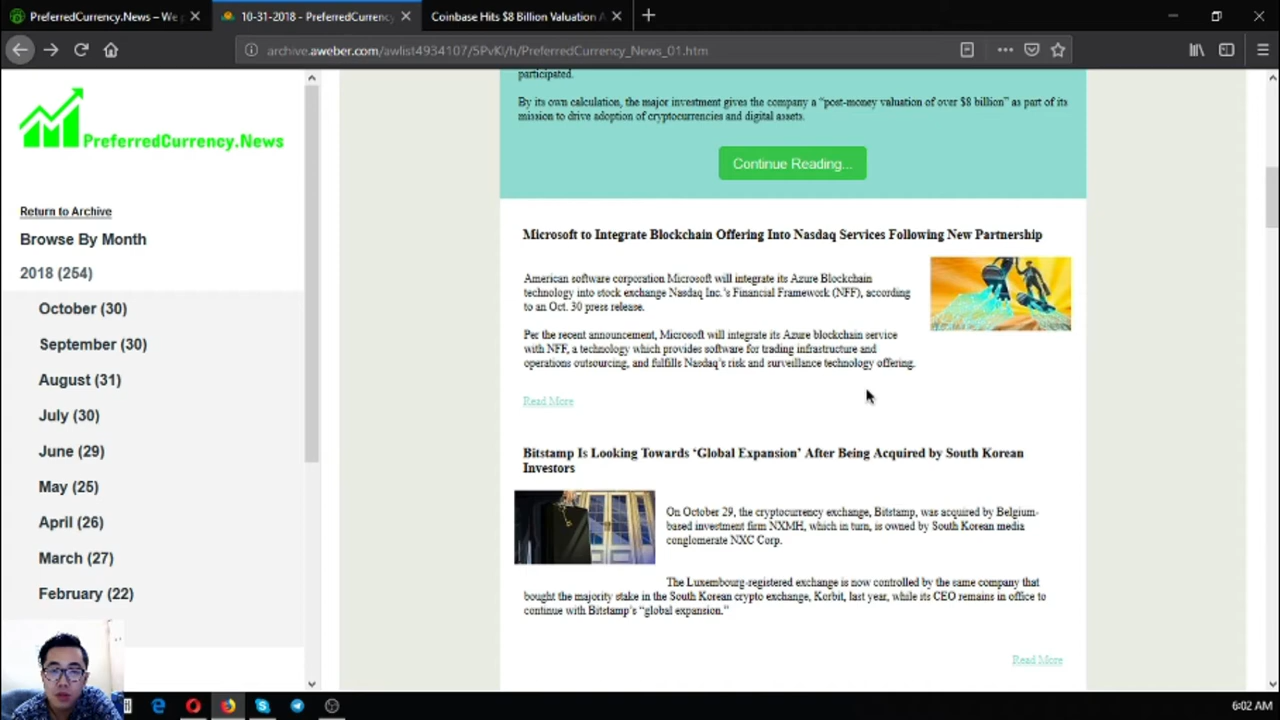 PreferredCurrency.News – We p
10-31-2018 - PreferredCurrency
Coinbase Hits $8 Billion Valuation A
archive.aweber.com/awlist4934107/5PvKl/h/PreferredCurrency_News_01.htm
PreferredCurrency.News
Return to Archive
Browse By Month
2018 (254)
October (30)
September (30)
August (31)
July (30)
June (29)
May (25)
April (26)
March (27)
February (22)
participated.
By its own calculation, the major investment gives the company a “post-money valuation of over $8 billion” as part of its
mission to drive adoption of cryptocurrencies and digital assets.
Continue Reading...
Microsoft to Integrate Blockchain Offering Into Nasdaq Services Following New Partnership
American software corporation Microsoft will integrate its Azure Blockchain
technology into stock exchange Nasdaq Inc.’s Financial Framework (NFF), according
to an Oct. 30 press release.
Per the recent announcement, Microsoft will integrate its Azure blockchain service
with NFF, a technology which provides software for trading infrastructure and
operations outsourcing, and fulfills Nasdaq’s risk and surveillance technology offering.
Read More
Bitstamp Is Looking Towards ‘Global Expansion’ After Being Acquired by South Korean
Investors
On October 29, the cryptocurrency exchange, Bitstamp, was acquired by Belgium-
based investment firm NXMH, which in turn, is owned by South Korean media
conglomerate NXC Corp.
The Luxembourg-registered exchange is now controlled by the same company that
bought the majority stake in the South Korean crypto exchange, Korbit, last year, while its CEO remains in office to
continue with Bitstamp’s “global expansion.”
Read More
6:02 AM